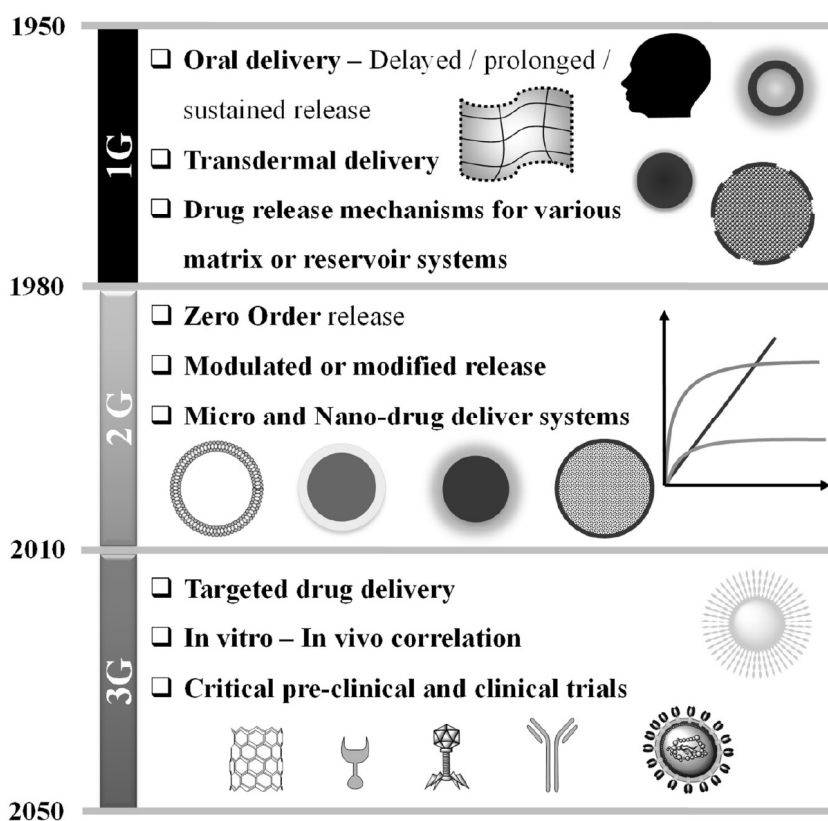 1950
1G
❑ Oral delivery – Delayed / prolonged /
sustained release
❑ Transdermal delivery
❑ Drug release mechanisms for various
matrix or reservoir systems
1980
2 G
❑ Zero Order release
❑ Modulated or modified release
❑ Micro and Nano-drug deliver systems
2010
3G
❑ Targeted drug delivery
❑ In vitro – In vivo correlation
❑ Critical pre-clinical and clinical trials
2050